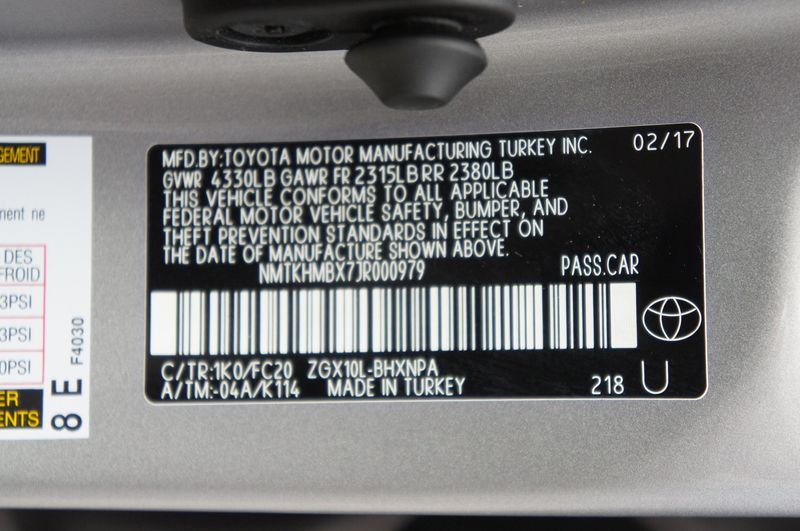 MFD.BY:TOYOTA MOTOR MANUFACTURING TURKEY INC. 02/17
GVWR 4330LB GAWR FR 2315LB RR 2380LB
THIS VEHICLE CONFORMS TO ALL APPLICABLE
FEDERAL MOTOR VEHICLE SAFETY, BUMPER, AND
THEFT PREVENTION STANDARDS IN EFFECT ON
THE DATE OF MANUFACTURE SHOWN ABOVE.
NMTKHMBX7JR000979 PASS.CAR
C/TR:1K0/FC20 ZGX10L-BHXNPA
A/TM:-04A/K114 MADE IN TURKEY 218 U
ment ne
DES
FROID
3PSI
3PSI
0PSI
8 E F4030